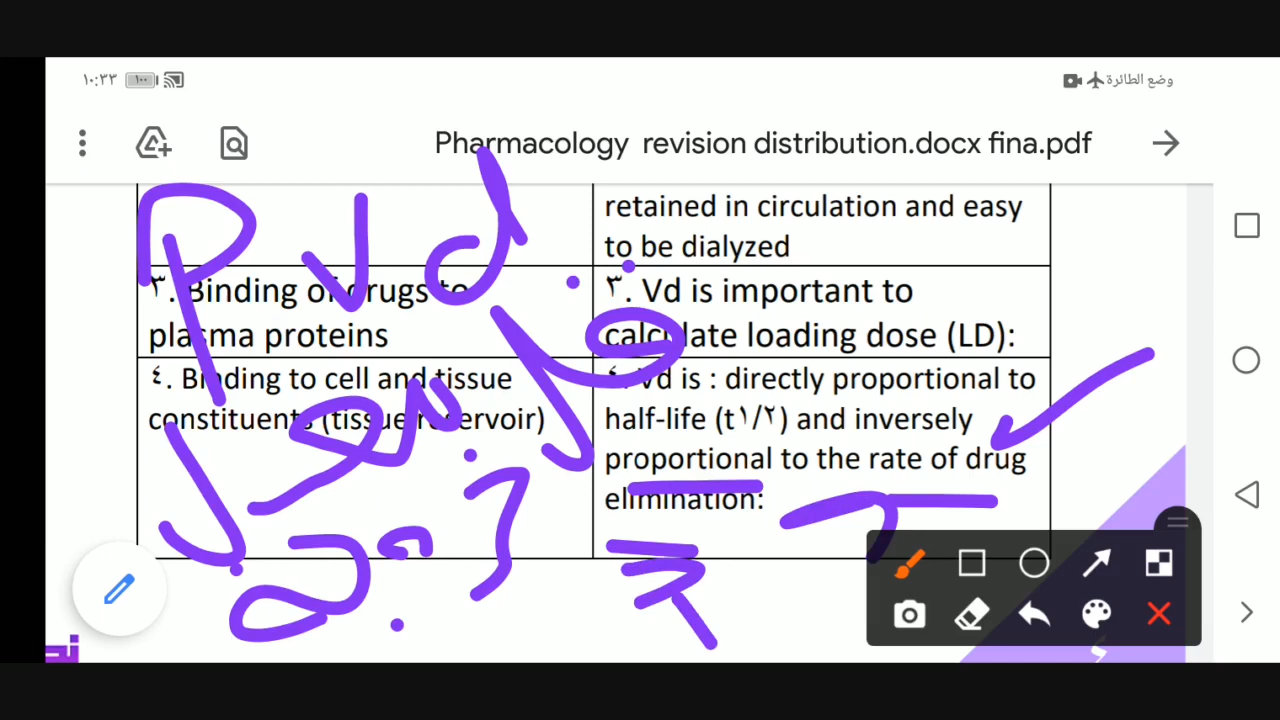 ١٠:٣٣ ١٠٠ وضع الطائرة
Pharmacology revision distribution.docx fina.pdf
retained in circulation and easy
to be dialyzed
٣. Binding of drugs to
plasma proteins
٣. Vd is important to
calculate loading dose (LD):
٤. Binding to cell and tissue
constituents (tissue reservoir)
٤. Vd is : directly proportional to
half-life (t١/٢) and inversely
proportional to the rate of drug
elimination:
P Vd